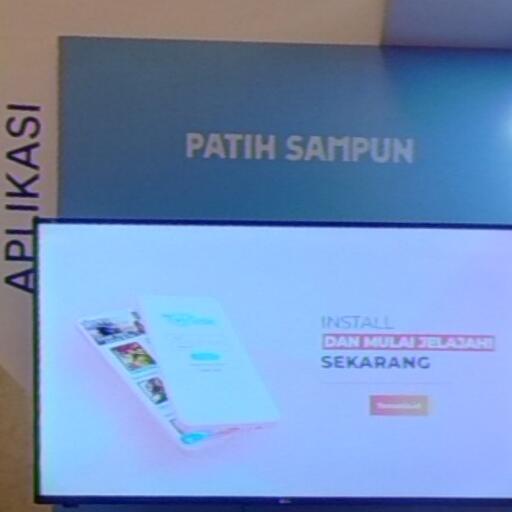 APLIKASI
PATIH SAMPUN
INSTALL
DAN MULAI JELAJAHI
SEKARANG